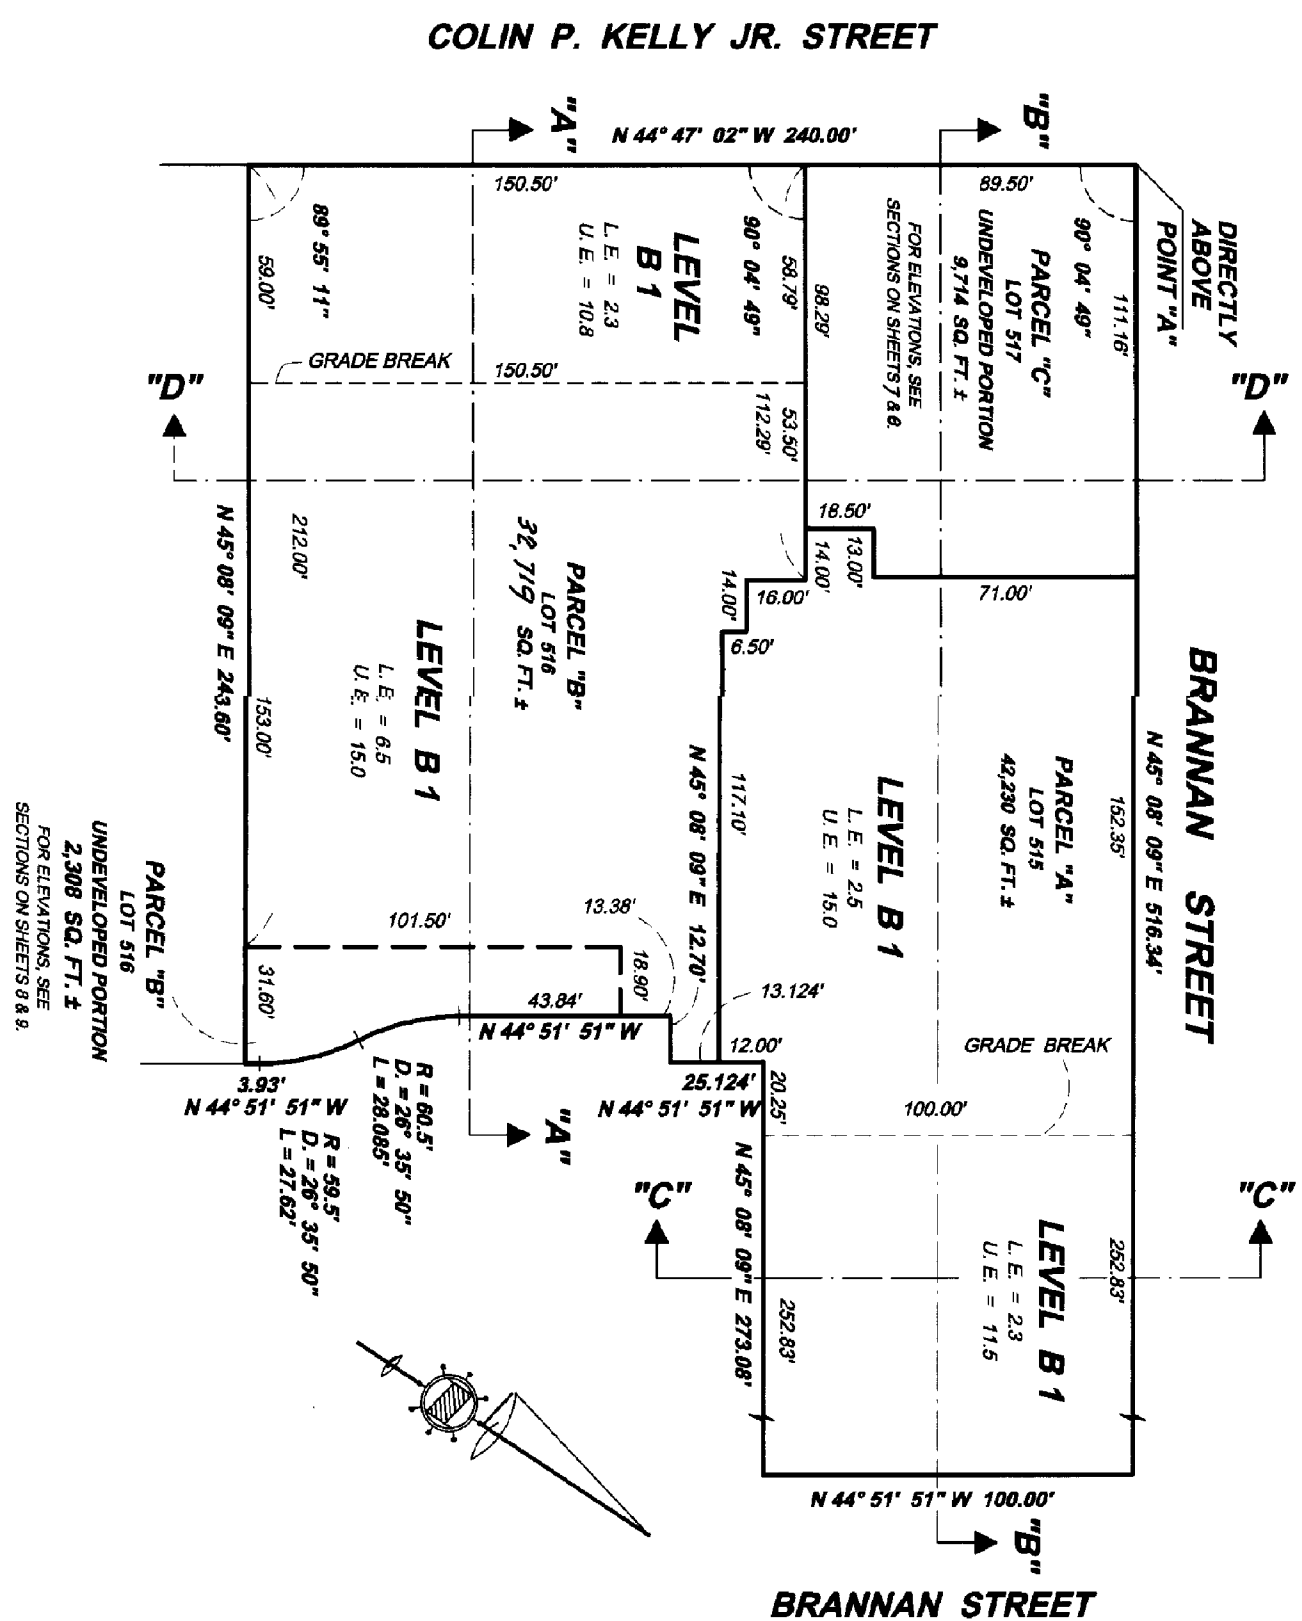 COLIN P. KELLY JR. STREET
"A"
"B"
N 44° 47' 02" W 240.00'
150.50'
89.50'
DIRECTLY
ABOVE
POINT "A"
89° 55' 11"
59.00'
LEVEL
B 1
L. E. = 2.3
U. E. = 10.8
90° 04' 49"
58.79'
98.29'
PARCEL "C"
LOT 517
UNDEVELOPED PORTION
9,714 SQ. FT. ±
FOR ELEVATIONS, SEE
SECTIONS ON SHEETS 7 & 8.
90° 04' 49"
111.16'
GRADE BREAK
150.50'
"D"
"D"
53.50'
112.29'
18.50'
13.00'
14.00'
71.00'
16.00'
14.00'
6.50'
212.00'
N 45° 08' 09" E 243.60'
153.00'
PARCEL "B"
LOT 516
32,719 SQ. FT. ±
LEVEL B 1
L. E. = 6.5
U. E. = 15.0
BRANNAN STREET
N 45° 08' 09" E 516.34'
152.35'
PARCEL "A"
LOT 515
42,230 SQ. FT. ±
LEVEL B 1
L. E. = 2.5
U. E. = 15.0
117.10'
N 45° 08' 09" E 12.70'
PARCEL "B"
LOT 516
UNDEVELOPED PORTION
2,308 SQ. FT. ±
FOR ELEVATIONS, SEE
SECTIONS ON SHEETS 8 & 9.
101.50'
13.38'
18.90'
31.60'
43.84'
N 44° 51' 51" W
13.124'
12.00'
GRADE BREAK
3.93'
N 44° 51' 51" W
25.124'
N 44° 51' 51" W
20.25'
100.00'
R = 60.5'
D. = 26° 35' 50"
L = 28.085'
R = 59.5'
D. = 26° 35' 50"
L = 27.62'
"A"
"C"
"C"
N 45° 08' 09" E 273.08'
252.83'
LEVEL B 1
L. E. = 2.3
U. E. = 11.5
252.83'
N 44° 51' 51" W 100.00'
"B"
BRANNAN STREET